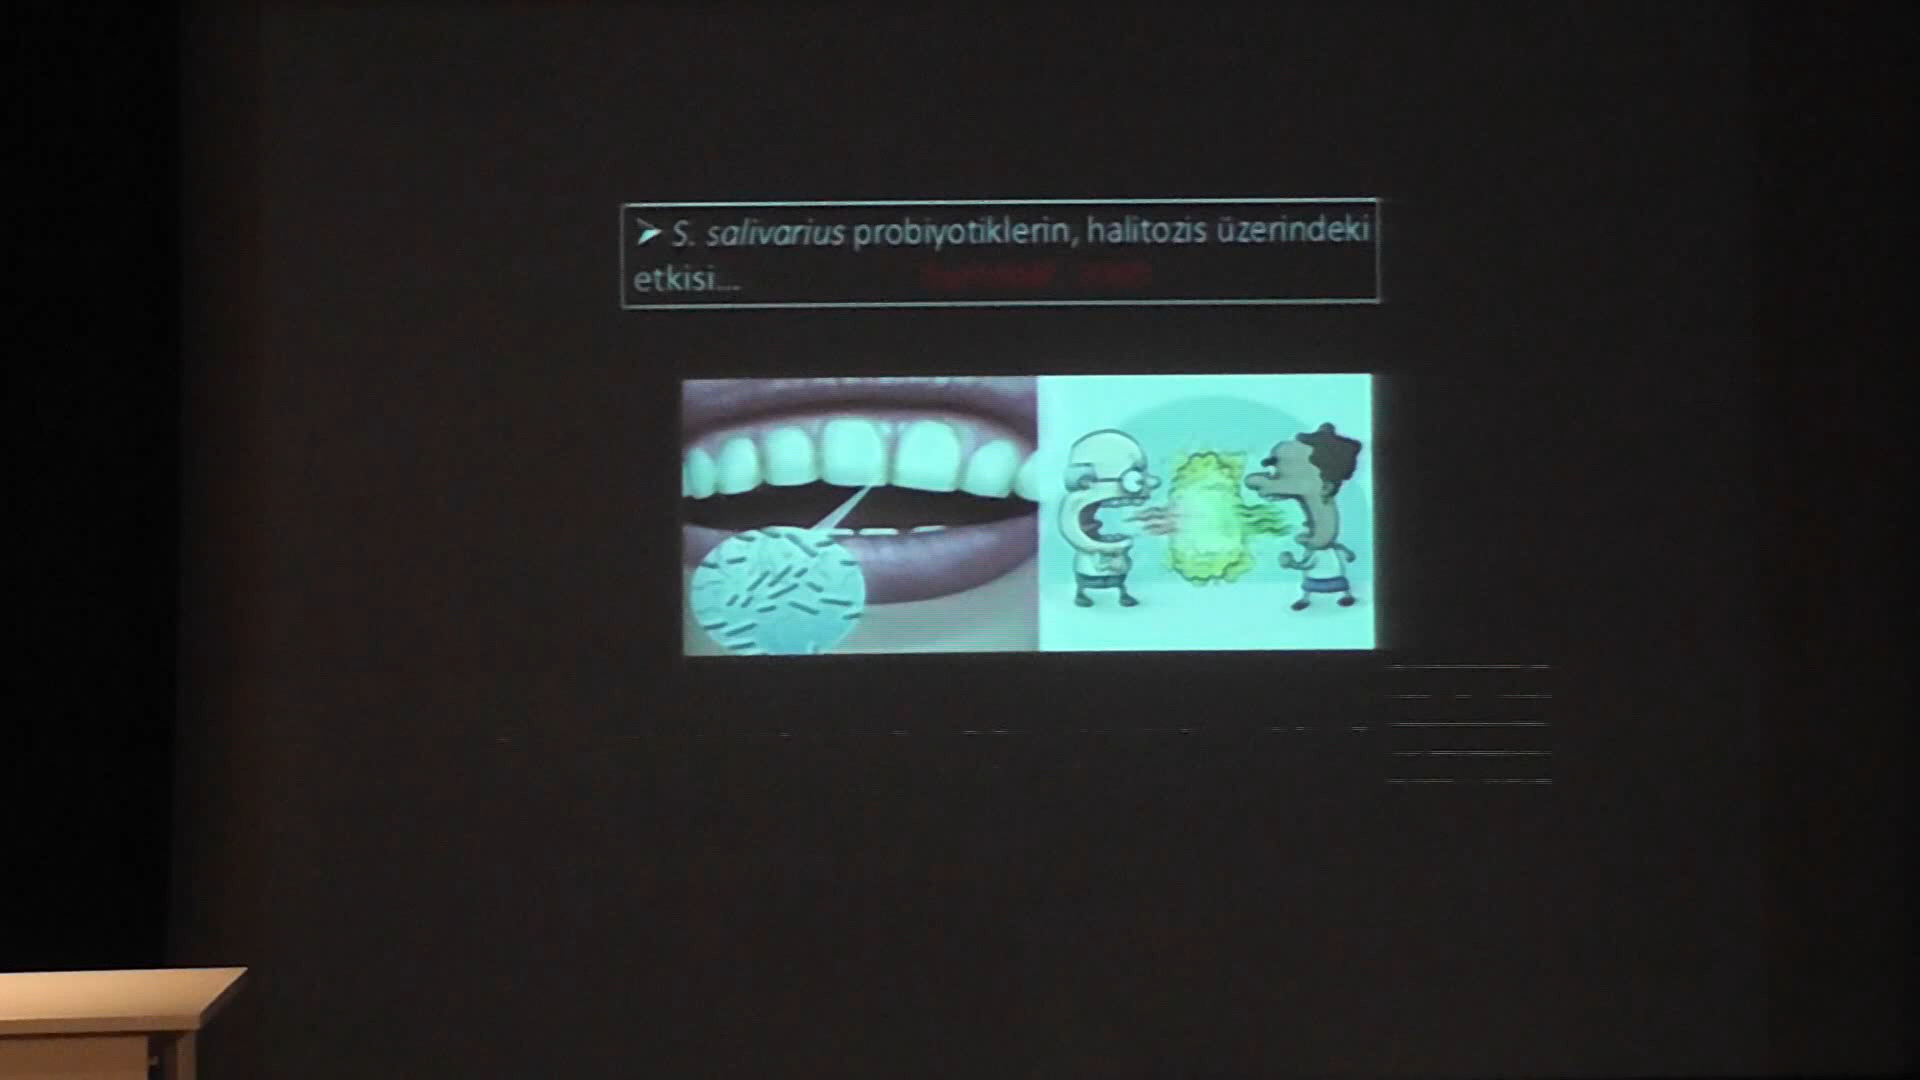 ➤ S. salivarius probiyotiklerin, halitozis üzerindeki
etkisi...